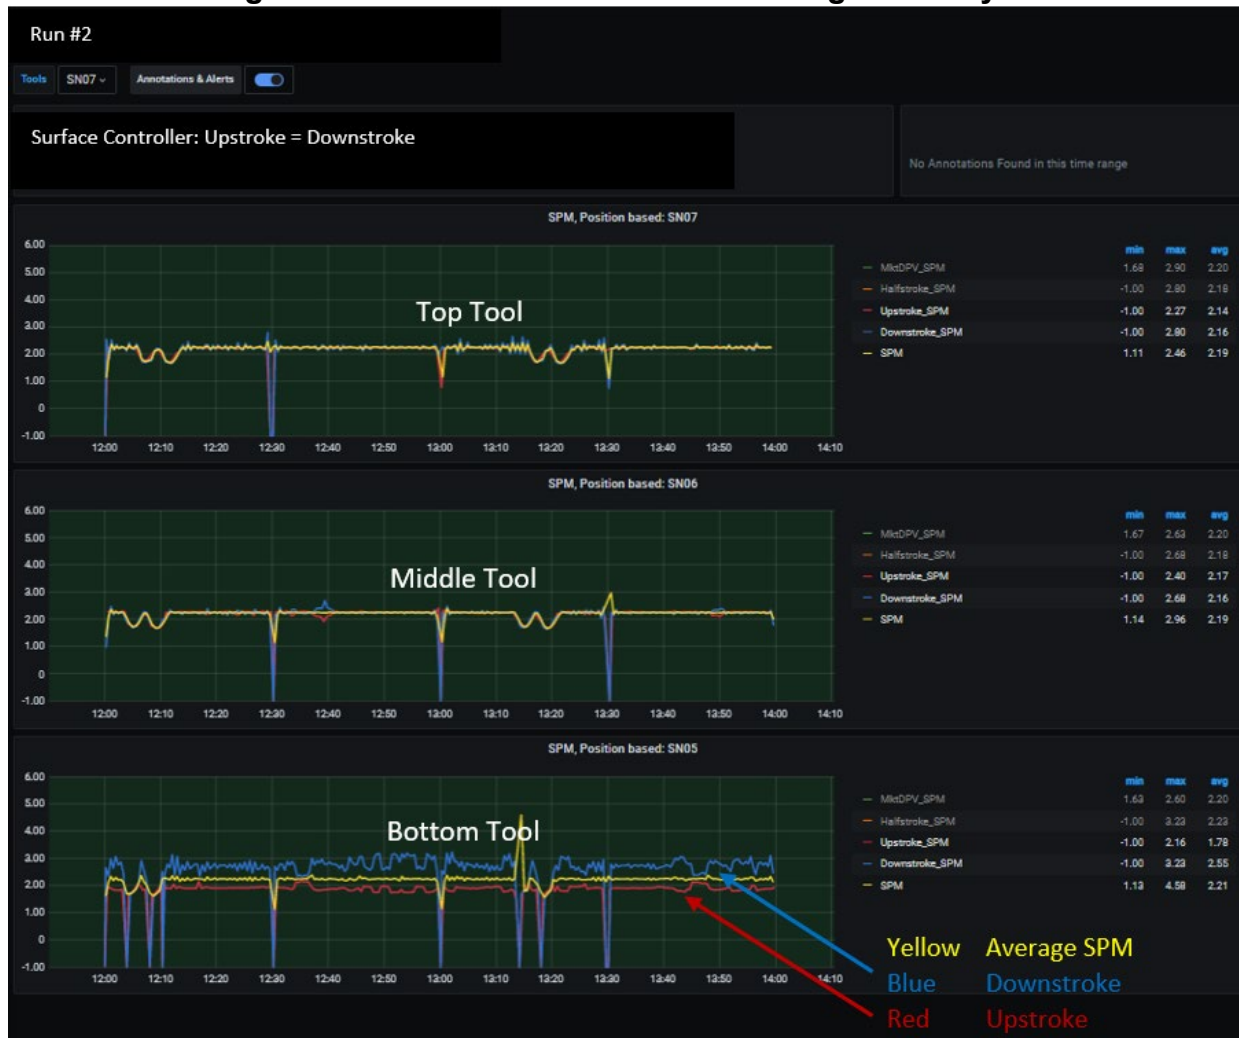 Run #2
Tools SN07 Annotations & Alerts
Surface Controller: Upstroke = Downstroke
No Annotations Found in this time range
SPM, Position based: SN07
6.00
5.00
4.00
3.00
2.00
1.00
0
-1.00
Top Tool
12:00 12:10 12:20 12:30 12:40 12:50 13:00 13:10 13:20 13:30 13:40 13:50 14:00 14:10
min max avg
MktDPV_SPM 1.68 2.90 2.20
Halfstroke_SPM -1.00 2.80 2.18
Upstroke_SPM -1.00 2.27 2.14
Downstroke_SPM -1.00 2.80 2.16
SPM 1.11 2.46 2.19
SPM, Position based: SN06
6.00
5.00
4.00
3.00
2.00
1.00
0
-1.00
Middle Tool
12:00 12:10 12:20 12:30 12:40 12:50 13:00 13:10 13:20 13:30 13:40 13:50 14:00 14:10
min max avg
MktDPV_SPM 1.67 2.63 2.20
Halfstroke_SPM -1.00 2.68 2.18
Upstroke_SPM -1.00 2.40 2.17
Downstroke_SPM -1.00 2.68 2.16
SPM 1.14 2.96 2.19
SPM, Position based: SN05
6.00
5.00
4.00
3.00
2.00
1.00
0
-1.00
Bottom Tool
12:00 12:10 12:20 12:30 12:40 12:50 13:00 13:10 13:20 13:30 13:40 13:50 14:00 14:10
min max avg
MktDPV_SPM 1.63 2.60 2.20
Halfstroke_SPM -1.00 3.23 2.23
Upstroke_SPM -1.00 2.16 1.78
Downstroke_SPM -1.00 3.23 2.55
SPM 1.13 4.58 2.21
Yellow Average SPM
Blue Downstroke
Red Upstroke